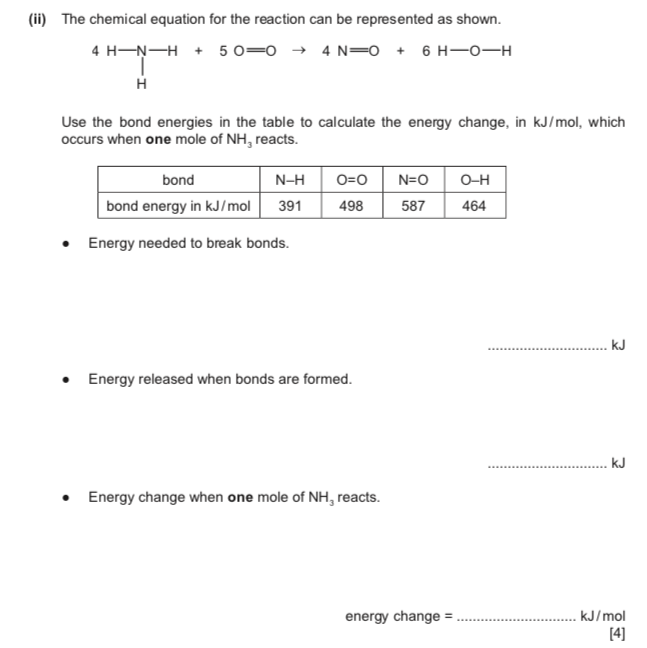 (ii) The chemical equation for the reaction can be represented as shown.
4 H—N—H + 5 O=O → 4 N=O + 6 H—O—H
H
Use the bond energies in the table to calculate the energy change, in kJ/mol, which
occurs when one mole of NH₃ reacts.
bond N–H O=O N=O O–H
bond energy in kJ/mol 391 498 587 464
• Energy needed to break bonds.
............................. kJ
• Energy released when bonds are formed.
............................. kJ
• Energy change when one mole of NH₃ reacts.
energy change = ............................. kJ/mol
[4]